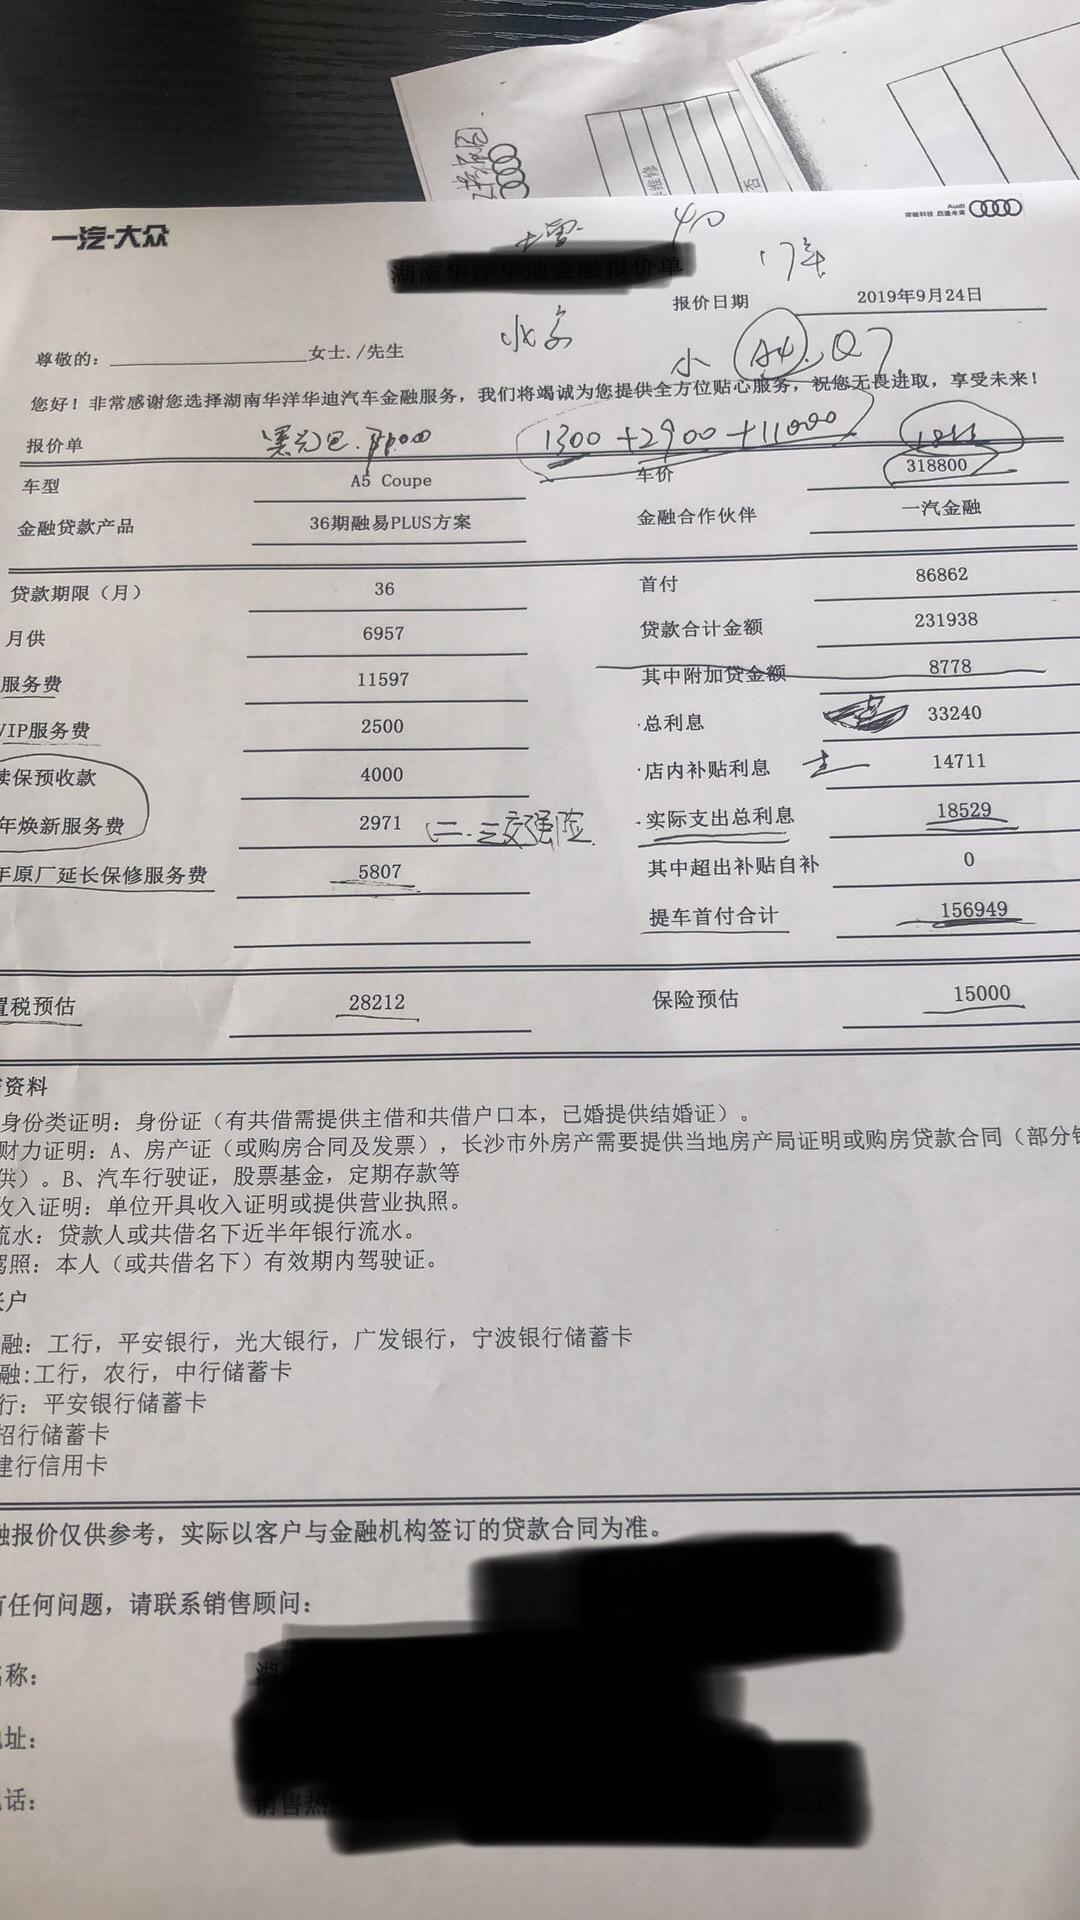 一汽-大众
Audi
突破科技 启迪未来
湖南华洋华迪金融报价单
17年
报价日期 2019年9月24日
尊敬的： 女士./先生
A4、Q7
您好！非常感谢您选择湖南华洋华迪汽车金融服务，我们将竭诚为您提供全方位贴心服务，祝您无畏进取，享受未来！
1300+2900+11000
报价单
车型 A5 Coupe 车价 318800
金融贷款产品 36期融易PLUS方案 金融合作伙伴 一汽金融
贷款期限（月） 36 首付 86862
月供 6957 贷款合计金额 231938
服务费 11597 其中附加贷金额 8778
VIP服务费 2500 ·总利息 33240
续保预收款 4000 ·店内补贴利息 14711
年焕新服务费 2971 二.三交强险 ·实际支出总利息 18529
年原厂延长保修服务费 5807 其中超出补贴自补 0
提车首付合计 156949
置税预估 28212 保险预估 15000
资料
身份类证明：身份证（有共借需提供主借和共借户口本，已婚提供结婚证）。
财力证明：A、房产证（或购房合同及发票），长沙市外房产需要提供当地房产局证明或购房贷款合同（部分
供）。B、汽车行驶证，股票基金，定期存款等
收入证明：单位开具收入证明或提供营业执照。
流水：贷款人或共借名下近半年银行流水。
驾照：本人（或共借名下）有效期内驾驶证。
账户
融：工行，平安银行，光大银行，广发银行，宁波银行储蓄卡
融:工行，农行，中行储蓄卡
行：平安银行储蓄卡
招行储蓄卡
建行信用卡
融报价仅供参考，实际以客户与金融机构签订的贷款合同为准。
有任何问题，请联系销售顾问：
名称： 湖
地址：
电话： 销售热